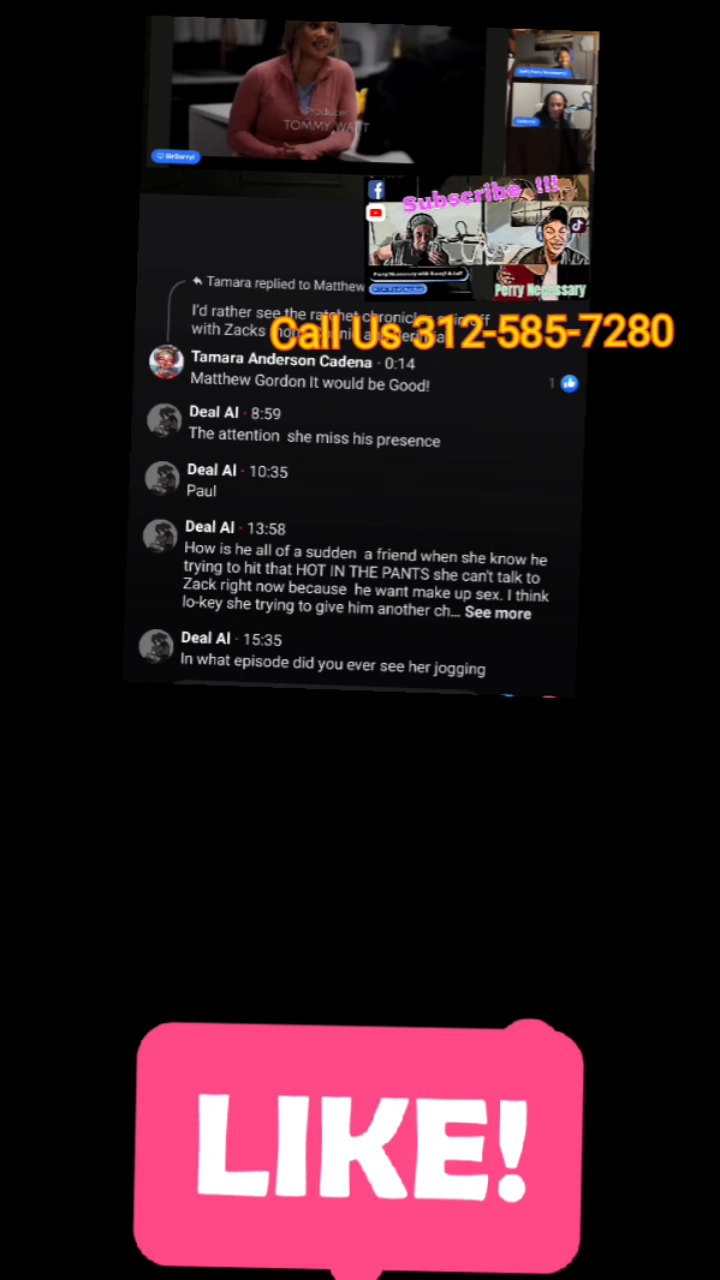 Producer
TOMMY WATT
SirDarryl
Subscribe !!!
Perry Necessary
Tamara replied to Matthew
I'd rather see the ratchet chronicles spin off
with Zacks
Call Us 312-585-7280
Tamara Anderson Cadena · 0:14
Matthew Gordon It would be Good!
1
Deal Al · 8:59
The attention she miss his presence
Deal Al · 10:35
Paul
Deal Al · 13:58
How is he all of a sudden a friend when she know he
trying to hit that HOT IN THE PANTS she can't talk to
Zack right now because he want make up sex. I think
lo-key she trying to give him another ch... See more
Deal Al · 15:35
In what episode did you ever see her jogging
LIKE!